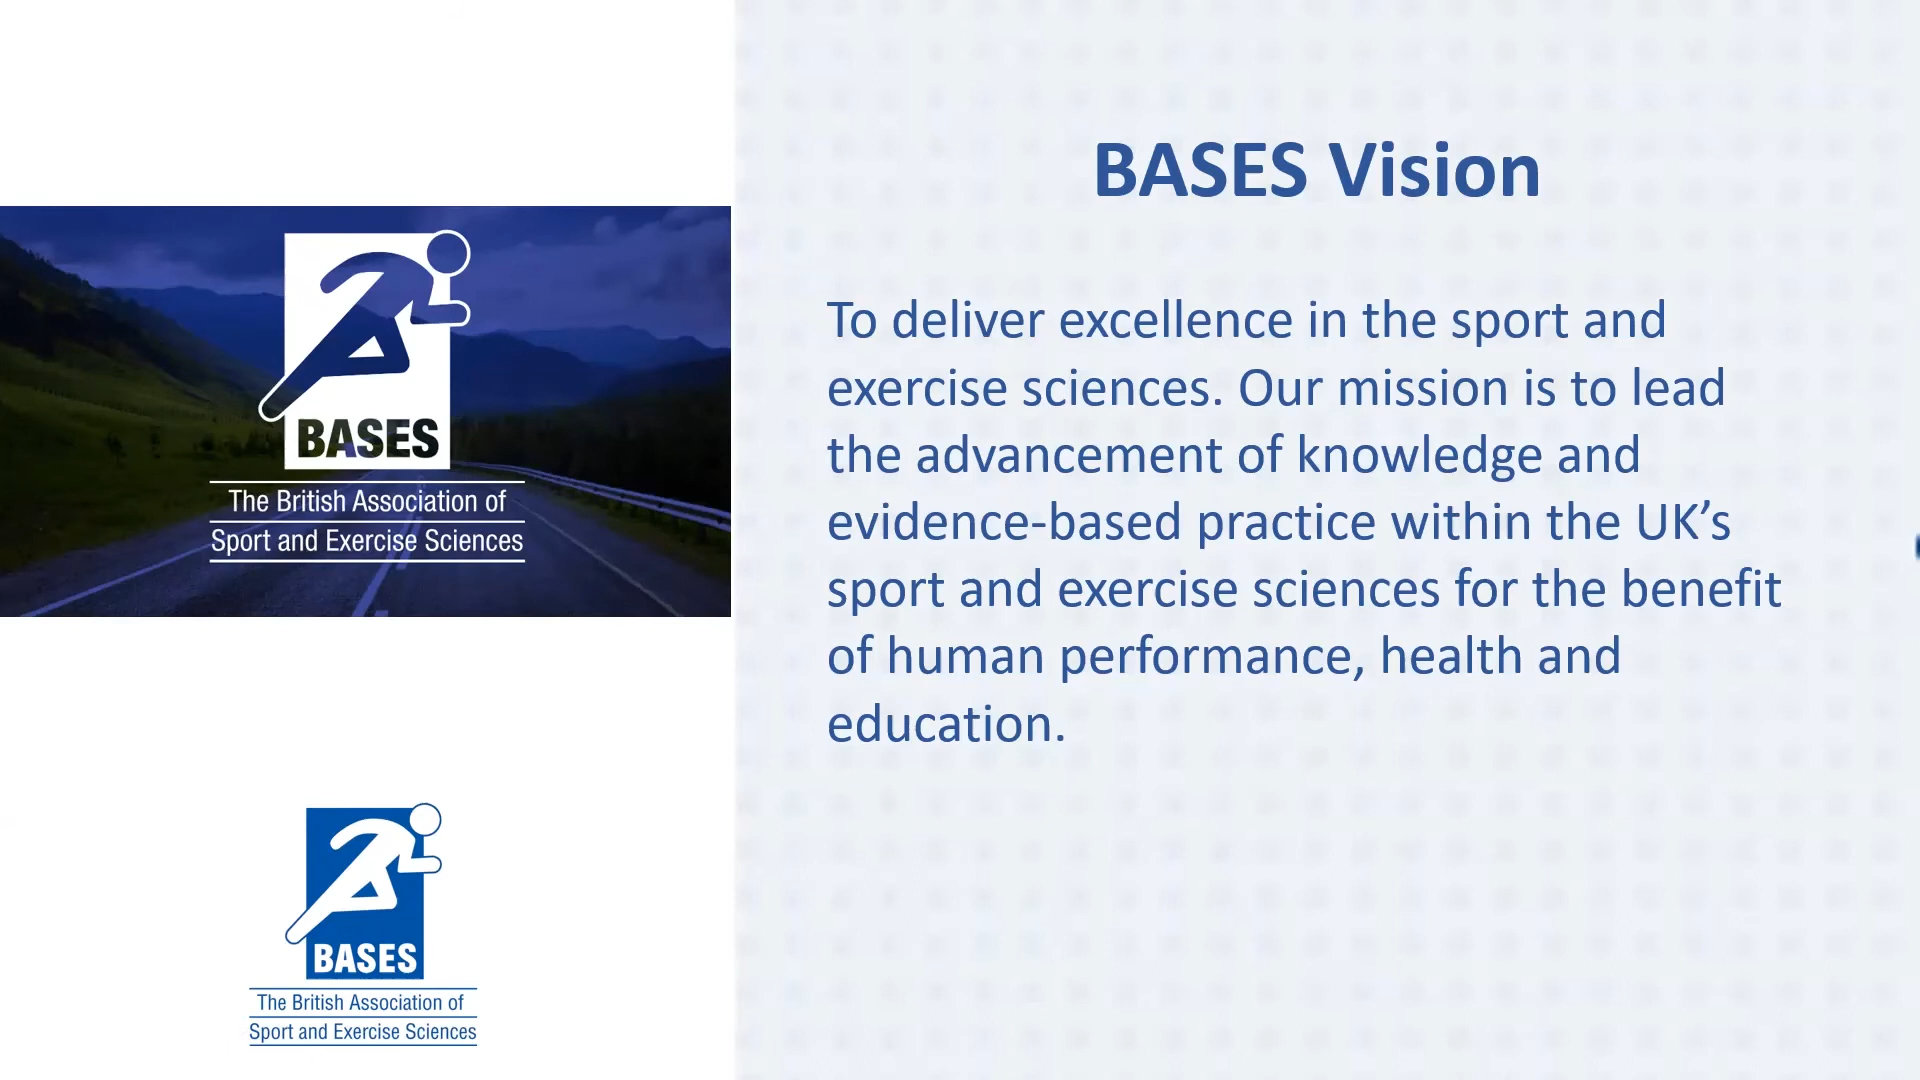 BASES
The British Association of
Sport and Exercise Sciences
BASES
The British Association of
Sport and Exercise Sciences
BASES Vision
To deliver excellence in the sport and
exercise sciences. Our mission is to lead
the advancement of knowledge and
evidence-based practice within the UK’s
sport and exercise sciences for the benefit
of human performance, health and
education.